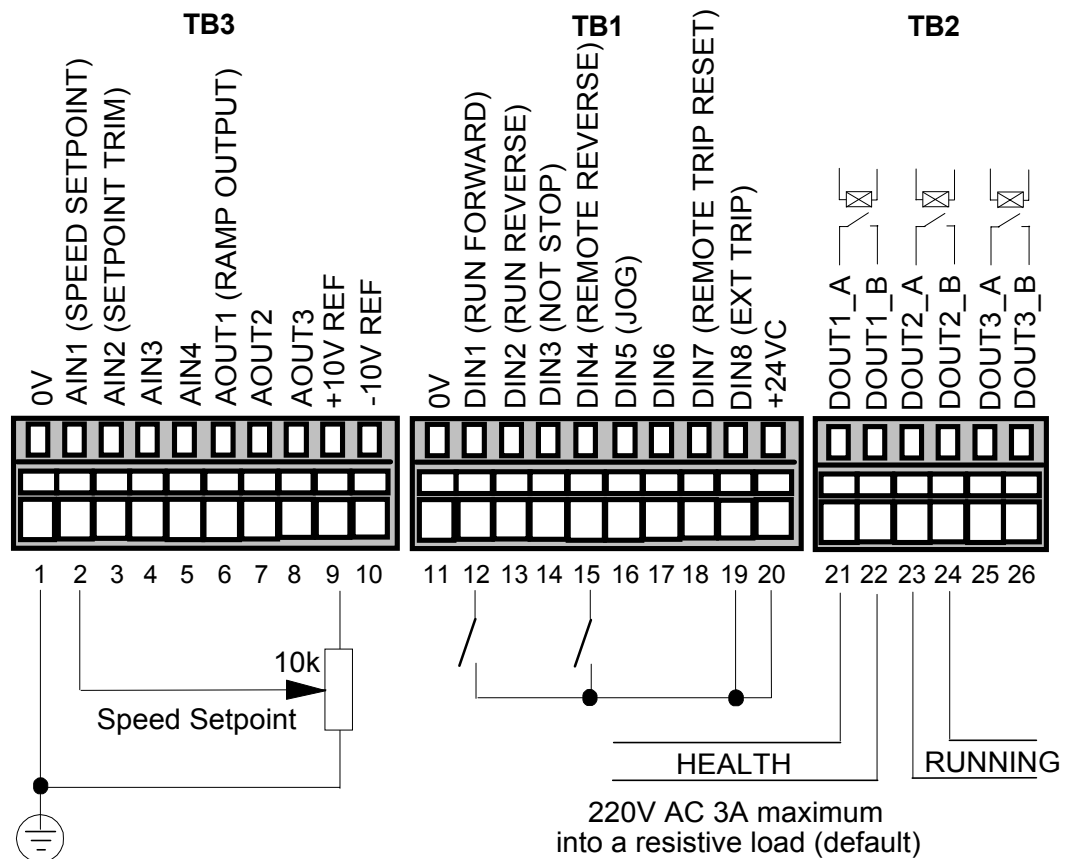 TB3
TB1
TB2
0V
AIN1 (SPEED SETPOINT)
AIN2 (SETPOINT TRIM)
AIN3
AIN4
AOUT1 (RAMP OUTPUT)
AOUT2
AOUT3
+10V REF
-10V REF
0V
DIN1 (RUN FORWARD)
DIN2 (RUN REVERSE)
DIN3 (NOT STOP)
DIN4 (REMOTE REVERSE)
DIN5 (JOG)
DIN6
DIN7 (REMOTE TRIP RESET)
DIN8 (EXT TRIP)
+24VC
DOUT1_A
DOUT1_B
DOUT2_A
DOUT2_B
DOUT3_A
DOUT3_B
1 2 3 4 5 6 7 8 9 10
11 12 13 14 15 16 17 18 19 20
21 22 23 24 25 26
10k
Speed Setpoint
HEALTH
RUNNING
220V AC 3A maximum
into a resistive load (default)